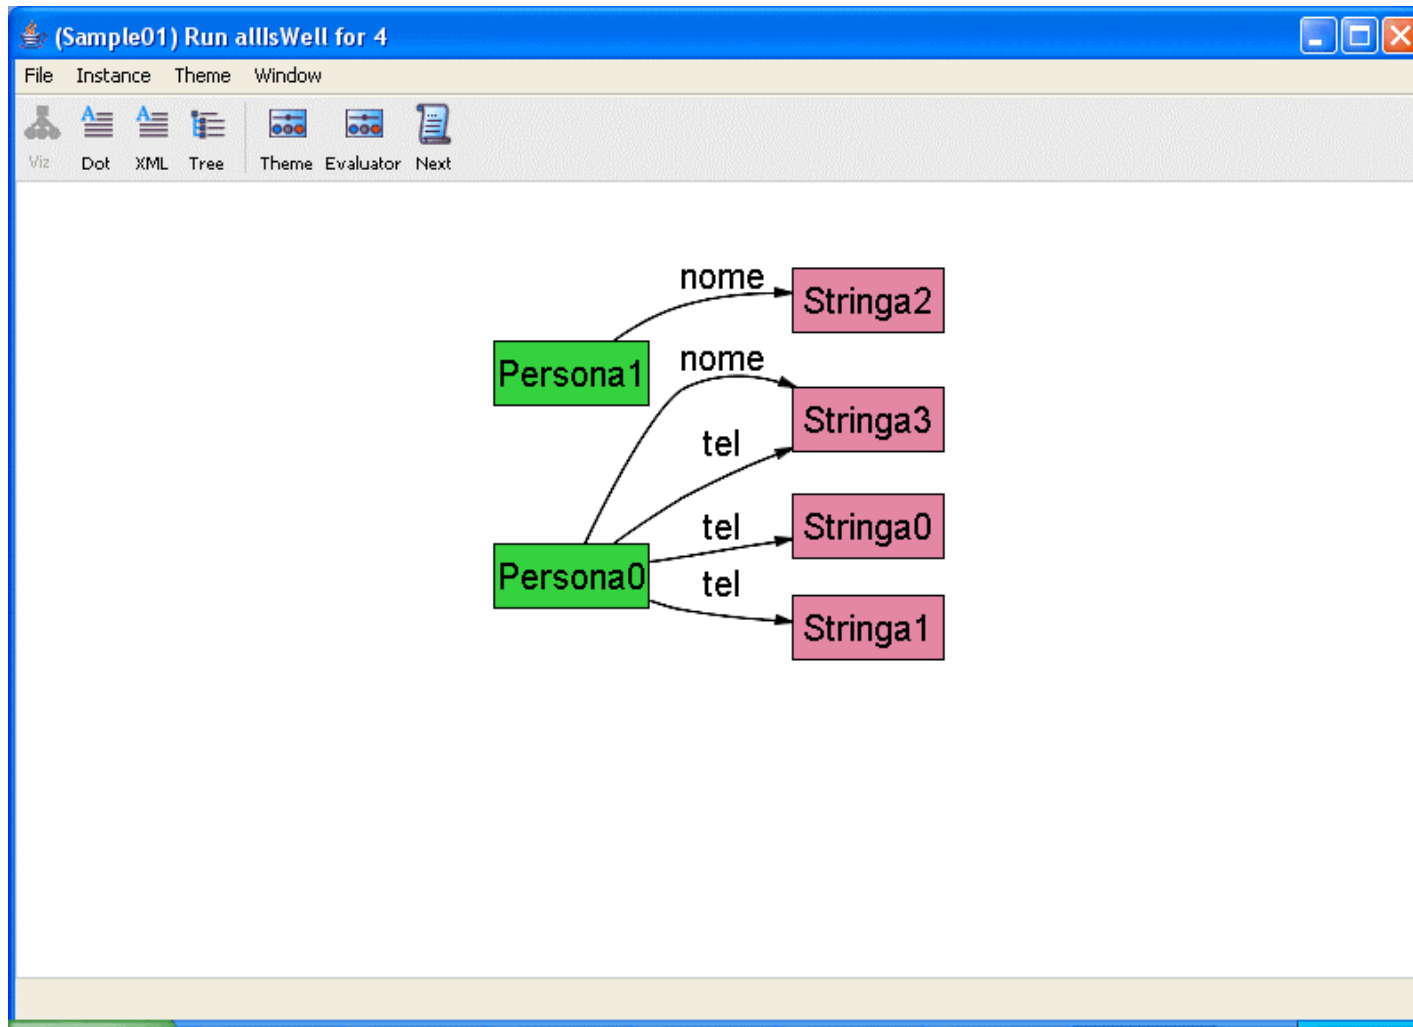 (Sample01) Run allIsWell for 4
File Instance Theme Window
Viz Dot XML Tree Theme Evaluator Next
nome
Stringa2
Persona1
nome
Stringa3
tel
tel
Stringa0
Persona0
tel
Stringa1